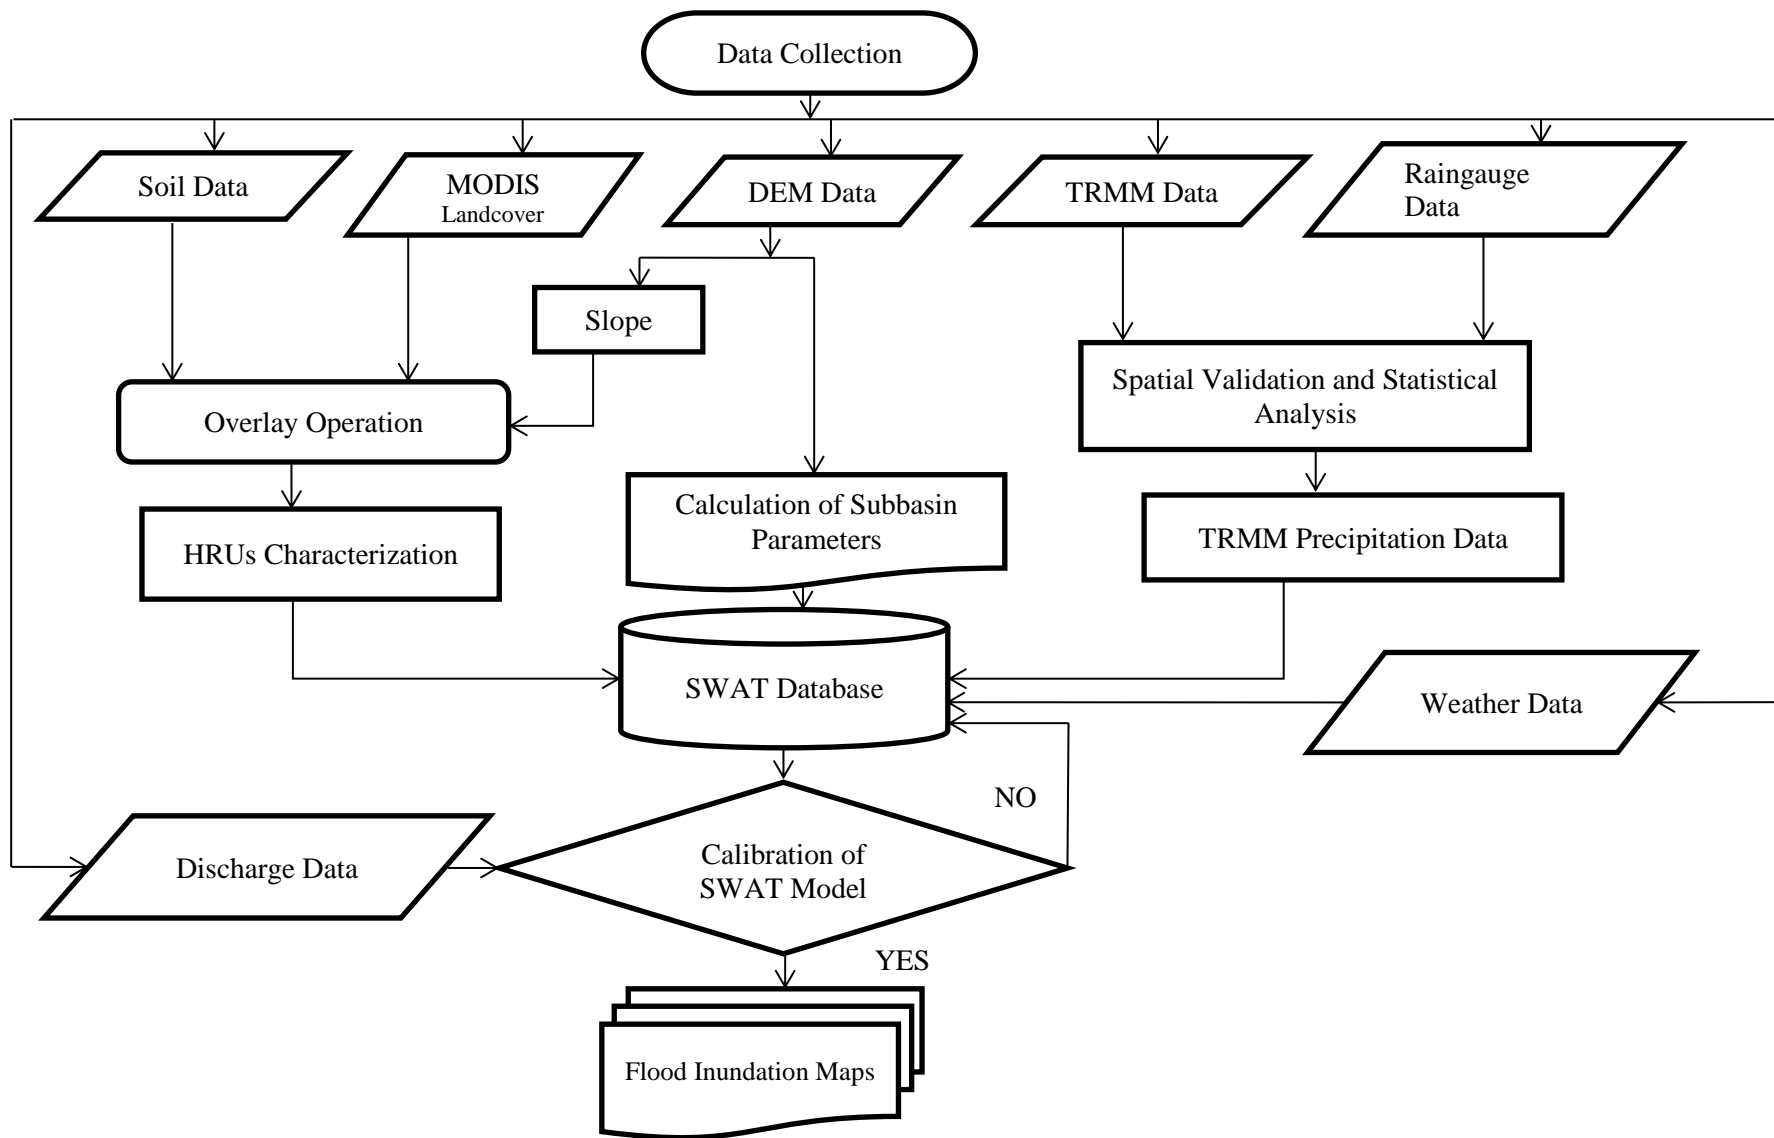 Data Collection
Soil Data
MODIS
Landcover
DEM Data
TRMM Data
Raingauge
Data
Slope
Spatial Validation and Statistical
Analysis
Overlay Operation
Calculation of Subbasin
Parameters
TRMM Precipitation Data
HRUs Characterization
SWAT Database
Weather Data
NO
Discharge Data
Calibration of
SWAT Model
YES
Flood Inundation Maps